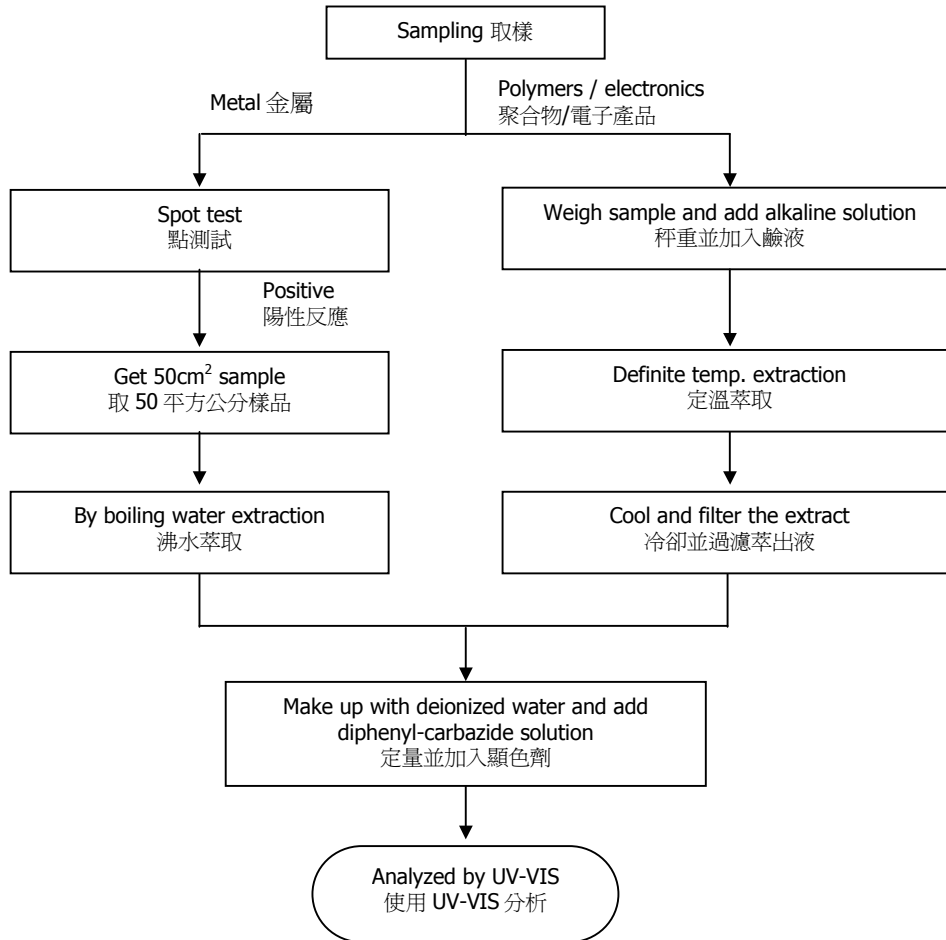 Sampling 取樣
Metal 金屬
Polymers / electronics
聚合物/電子產品
Spot test
點測試
Positive
陽性反應
Get 50cm² sample
取 50 平方公分樣品
By boiling water extraction
沸水萃取
Weigh sample and add alkaline solution
秤重並加入鹼液
Definite temp. extraction
定溫萃取
Cool and filter the extract
冷卻並過濾萃出液
Make up with deionized water and add
diphenyl-carbazide solution
定量並加入顯色劑
Analyzed by UV-VIS
使用 UV-VIS 分析